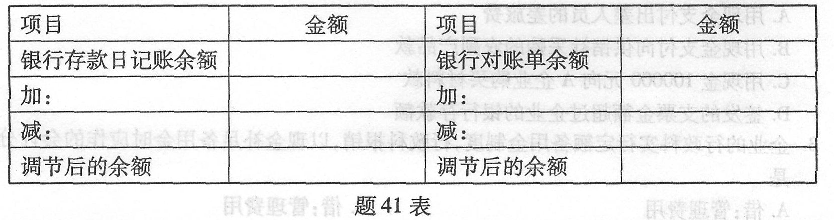 项目 金额 项目 金额
银行存款日记账余额 银行对账单余额
加： 加：
减： 减：
调节后的余额 调节后的余额
题 41 表